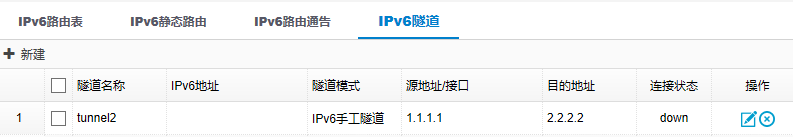 IPv6路由表 IPv6静态路由 IPv6路由通告 IPv6隧道
新建
隧道名称 IPv6地址 隧道模式 源地址/接口 目的地址 连接状态 操作
1 tunnel2 IPv6手工隧道 1.1.1.1 2.2.2.2 down